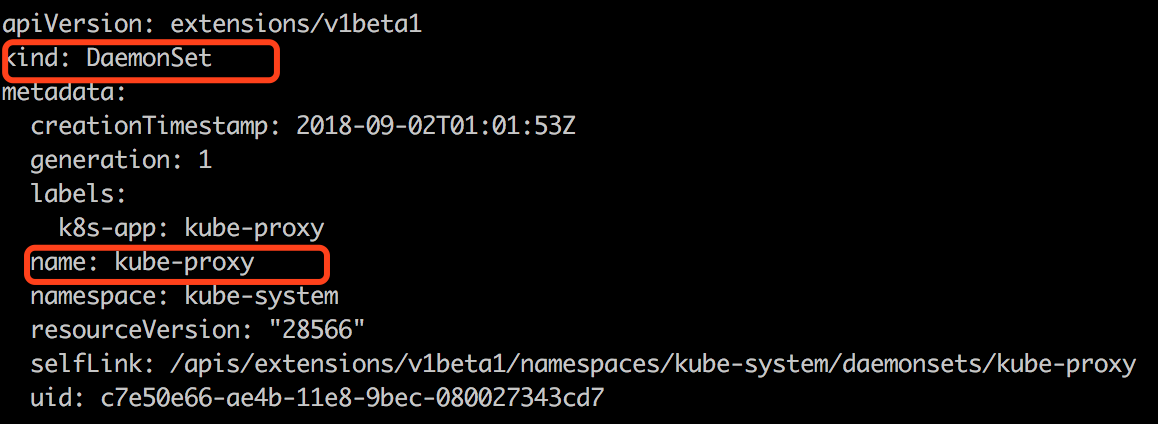 apiVersion: extensions/v1beta1
kind: DaemonSet
metadata:
  creationTimestamp: 2018-09-02T01:01:53Z
  generation: 1
  labels:
    k8s-app: kube-proxy
  name: kube-proxy
  namespace: kube-system
  resourceVersion: "28566"
  selfLink: /apis/extensions/v1beta1/namespaces/kube-system/daemonsets/kube-proxy
  uid: c7e50e66-ae4b-11e8-9bec-080027343cd7